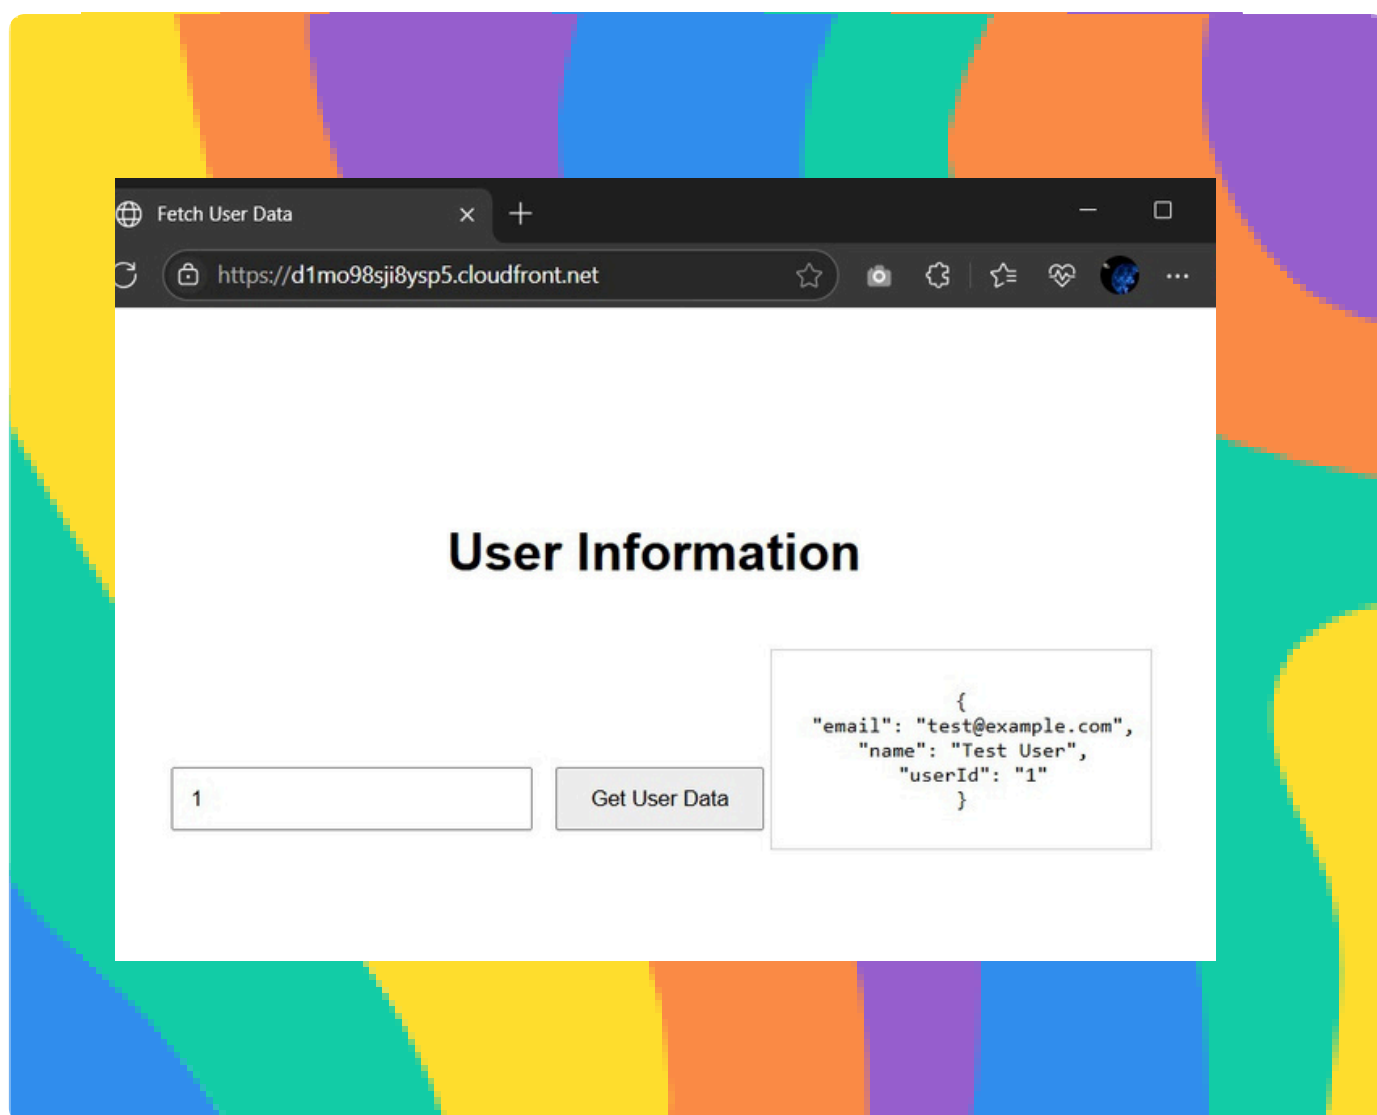 Fetch User Data
https://d1mo98sji8ysp5.cloudfront.net
User Information
1
Get User Data
{
"email": "test@example.com",
"name": "Test User",
"userId": "1"
}